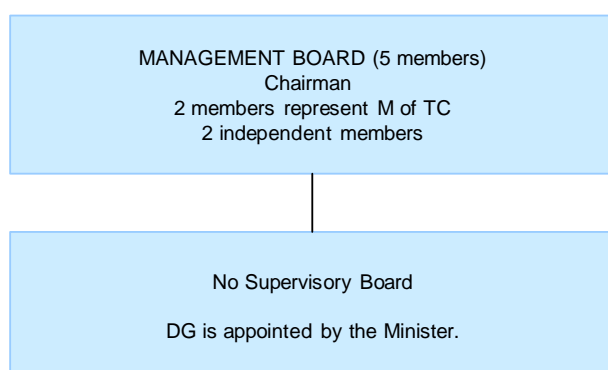 MANAGEMENT BOARD (5 members)
Chairman
2 members represent M of TC
2 independent members
No Supervisory Board
DG is appointed by the Minister.